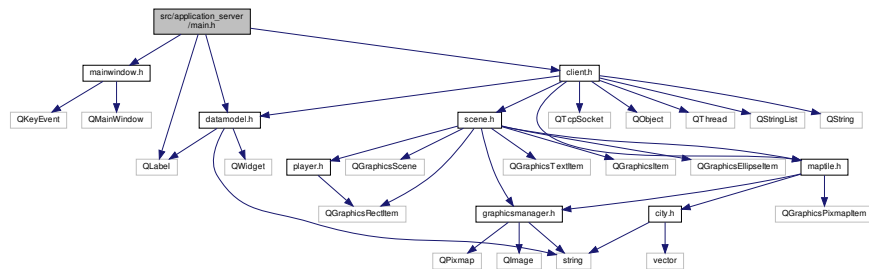 src/application_server
/main.h
mainwindow.h
client.h
QKeyEvent
QMainWindow
datamodel.h
scene.h
QTcpSocket
QObject
QThread
QStringList
QString
QLabel
QWidget
player.h
QGraphicsScene
QGraphicsTextItem
QGraphicsItem
QGraphicsEllipseItem
maptile.h
QGraphicsRectItem
graphicsmanager.h
city.h
QGraphicsPixmapItem
QPixmap
QImage
string
vector